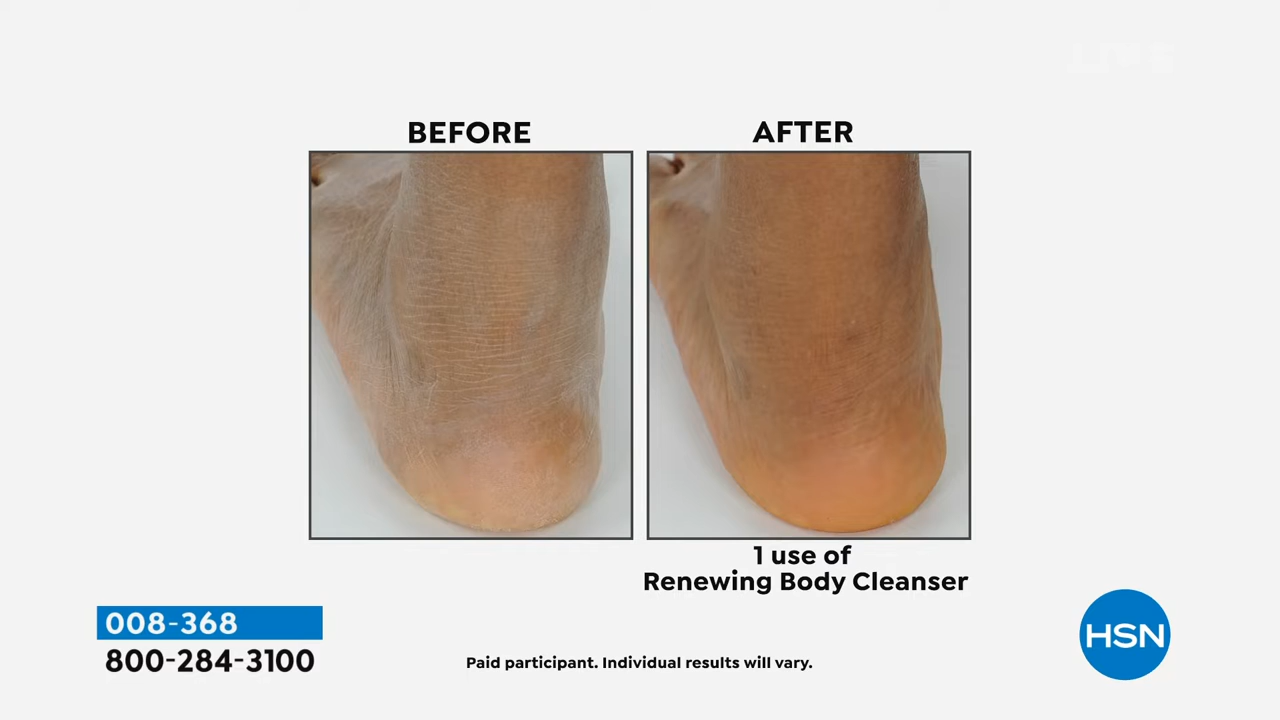 BEFORE
AFTER
1 use of
Renewing Body Cleanser
008-368
800-284-3100
Paid participant. Individual results will vary.
HSN